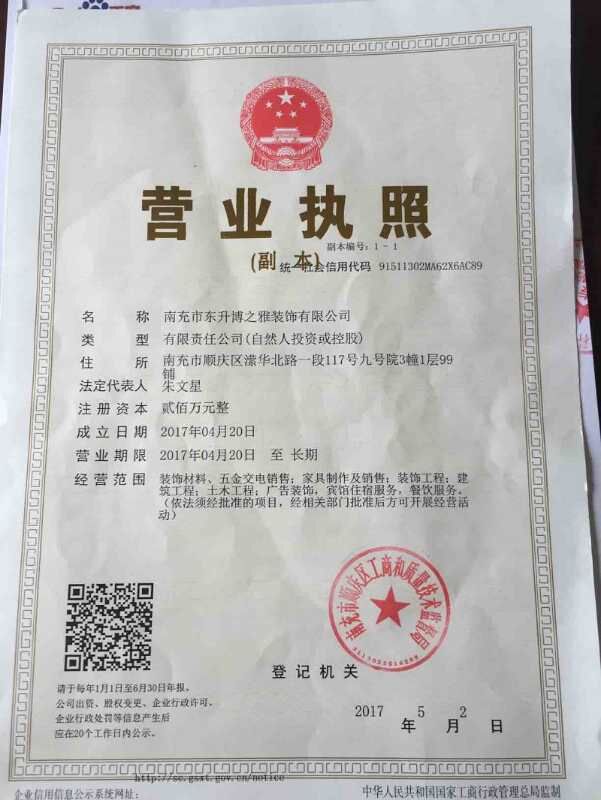 营业执照
副本编号：1 - 1
(副 本)
统一社会信用代码 91511302MA62X6AC89
名 称 南充市东升博之雅装饰有限公司
类 型 有限责任公司(自然人投资或控股)
住 所 南充市顺庆区潆华北路一段117号九号院3幢1层99
铺
法定代表人 朱文星
注册资本 贰佰万元整
成立日期 2017年04月20日
营业期限 2017年04月20日 至 长期
经营范围 装饰材料、五金交电销售；家具制作及销售；装饰工程；建
筑工程；土木工程；广告装饰，宾馆住宿服务，餐饮服务。
（依法须经批准的项目，经相关部门批准后方可开展经营活
动）
南充市顺庆区工商和质量技术监督局
登记机关
2017 年 5 月 2 日
请于每年1月1日至6月30日年报。
公司出资、股权变更、企业行政许可、
企业行政处罚等信息产生后
应在20个工作日内公示。
http://sc.gsxt.gov.cn/notice
企业信用信息公示系统网址：
中华人民共和国国家工商行政管理总局监制